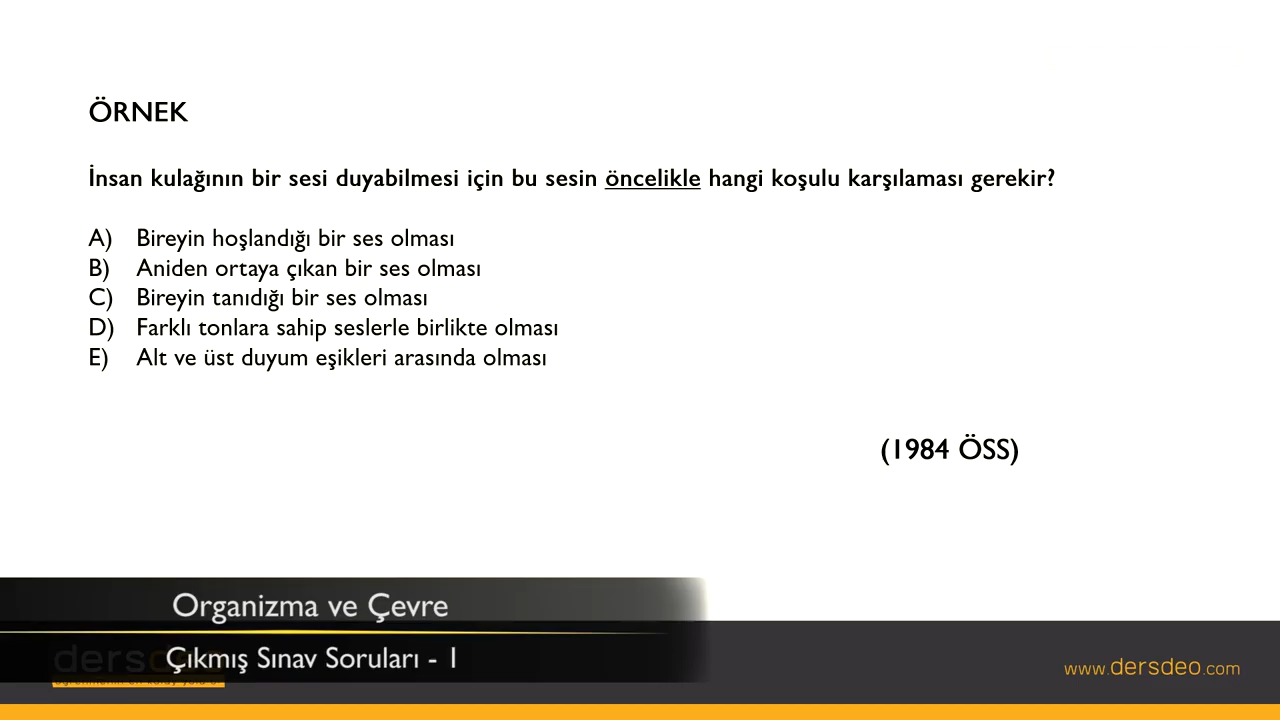 ÖRNEK
İnsan kulağının bir sesi duyabilmesi için bu sesin öncelikle hangi koşulu karşılaması gerekir?
A) Bireyin hoşlandığı bir ses olması
B) Aniden ortaya çıkan bir ses olması
C) Bireyin tanıdığı bir ses olması
D) Farklı tonlara sahip seslerle birlikte olması
E) Alt ve üst duyum eşikleri arasında olması
(1984 ÖSS)
Organizma ve Çevre
Çıkmış Sınav Soruları - 1
www.dersdeo.com